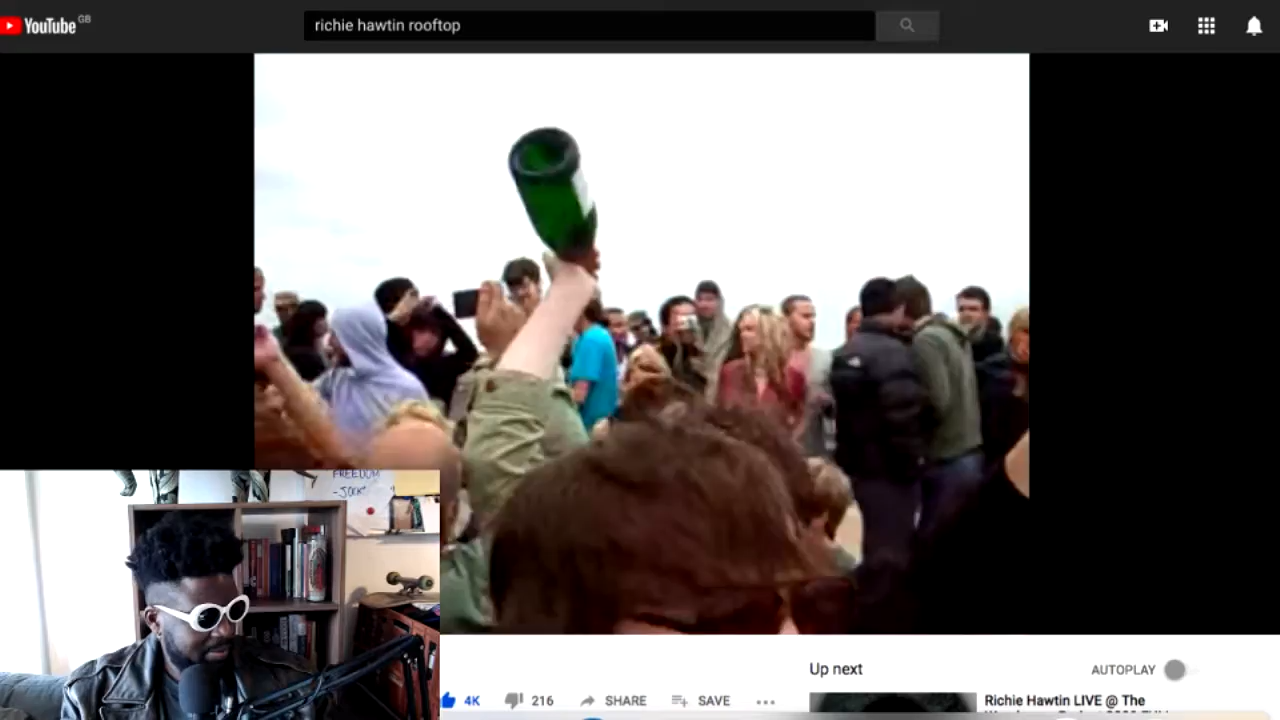 YouTube GB
richie hawtin rooftop
FREEDOM
-JOCK
Up next
AUTOPLAY
4K
216
SHARE
SAVE
Richie Hawtin LIVE @ The